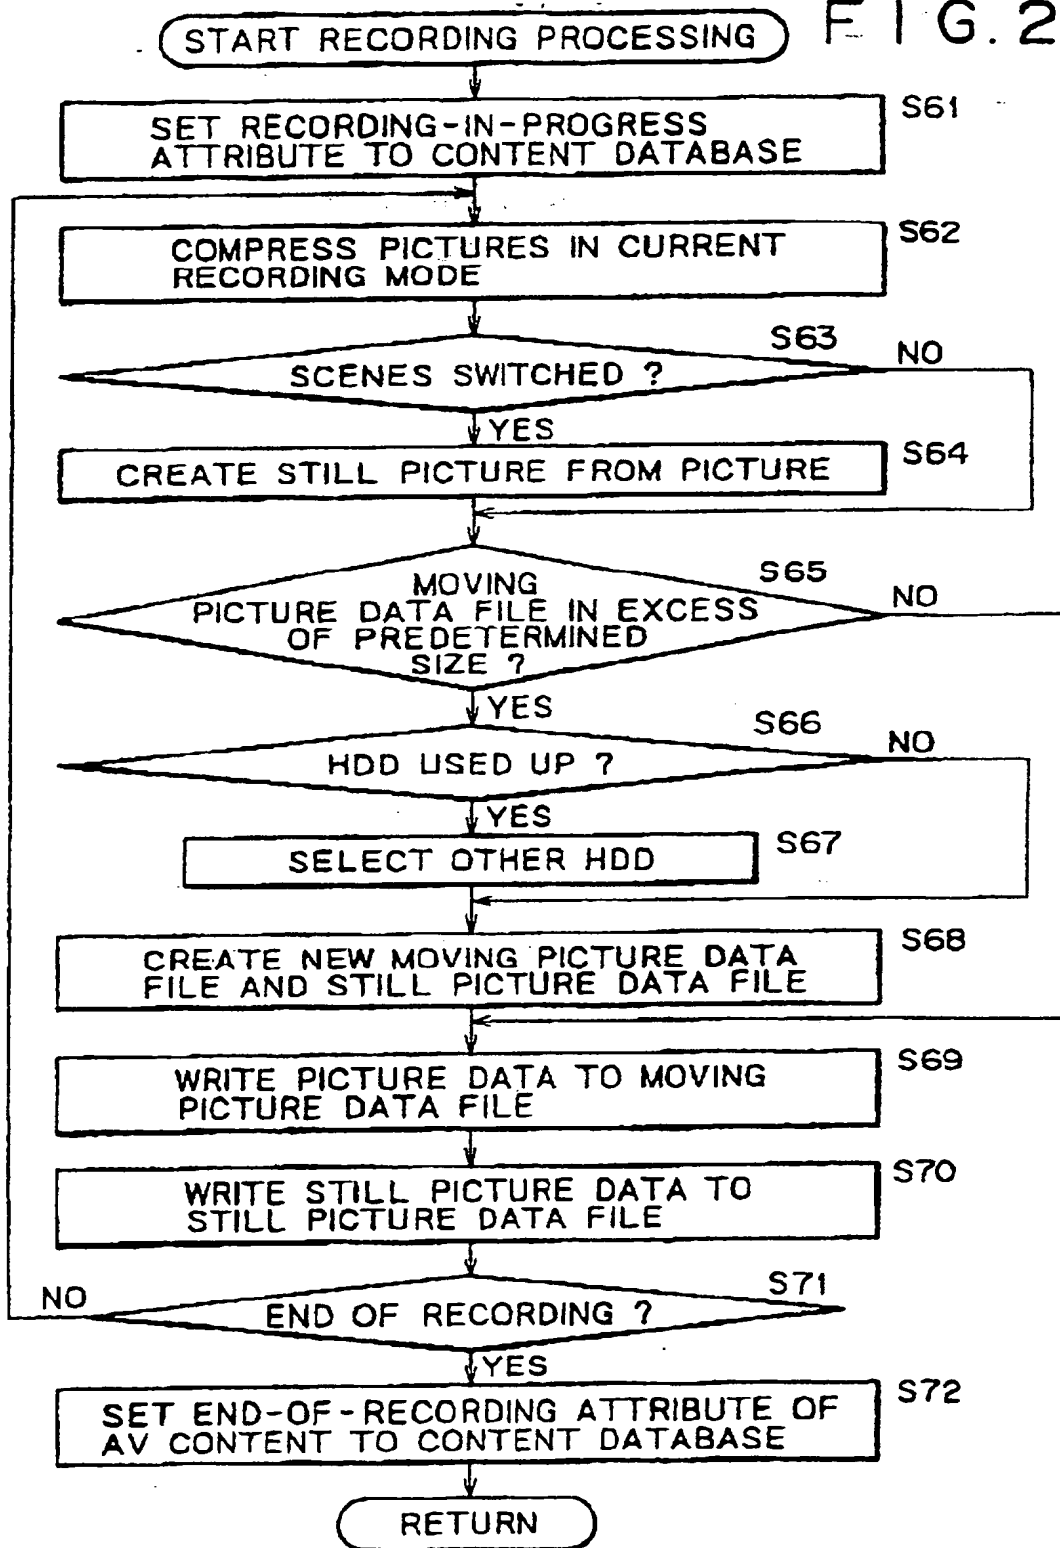 FIG. 2
START RECORDING PROCESSING
S61
SET RECORDING-IN-PROGRESS
ATTRIBUTE TO CONTENT DATABASE
S62
COMPRESS PICTURES IN CURRENT
RECORDING MODE
S63
NO
SCENES SWITCHED ?
YES
S64
CREATE STILL PICTURE FROM PICTURE
S65
NO
MOVING
PICTURE DATA FILE IN EXCESS
OF PREDETERMINED
SIZE ?
YES
S66
NO
HDD USED UP ?
YES
S67
SELECT OTHER HDD
S68
CREATE NEW MOVING PICTURE DATA
FILE AND STILL PICTURE DATA FILE
S69
WRITE PICTURE DATA TO MOVING
PICTURE DATA FILE
S70
WRITE STILL PICTURE DATA TO
STILL PICTURE DATA FILE
S71
NO
END OF RECORDING ?
YES
S72
SET END-OF-RECORDING ATTRIBUTE OF
AV CONTENT TO CONTENT DATABASE
RETURN